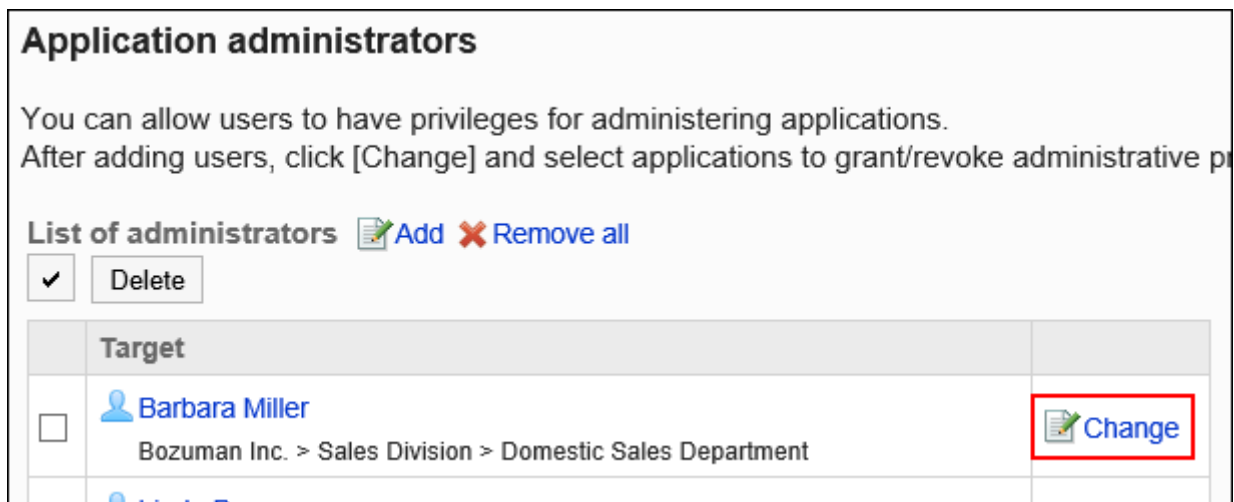 Application administrators
You can allow users to have privileges for administering applications.
After adding users, click [Change] and select applications to grant/revoke administrative
List of administrators Add Remove all
Delete
Target
Barbara Miller
Change
Bozuman Inc. > Sales Division > Domestic Sales Department